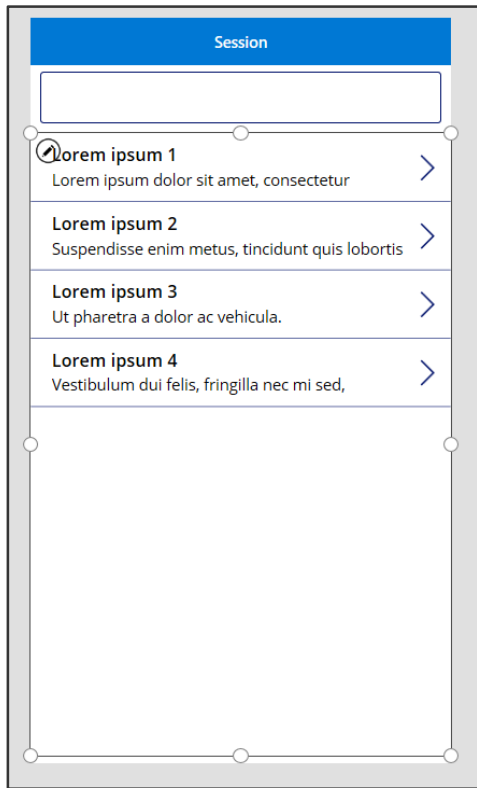 Session
Lorem ipsum 1
Lorem ipsum dolor sit amet, consectetur
Lorem ipsum 2
Suspendisse enim metus, tincidunt quis lobortis
Lorem ipsum 3
Ut pharetra a dolor ac vehicula.
Lorem ipsum 4
Vestibulum dui felis, fringilla nec mi sed,